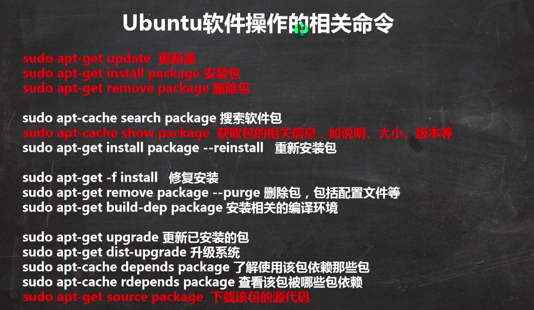 Ubuntu软件操作的相关命令
sudo apt-get update 更新源
sudo apt-get install package 安装包
sudo apt-get remove package 删除包
sudo apt-cache search package 搜索软件包
sudo apt-cache show package 获取包的相关信息，如说明、大小、版本等
sudo apt-get install package --reinstall 重新安装包
sudo apt-get -f install 修复安装
sudo apt-get remove package --purge 删除包，包括配置文件等
sudo apt-get build-dep package 安装相关的编译环境
sudo apt-get upgrade 更新已安装的包
sudo apt-get dist-upgrade 升级系统
sudo apt-cache depends package 了解使用该包依赖那些包
sudo apt-cache rdepends package 查看该包被哪些包依赖
sudo apt-get source package 下载该包的源代码